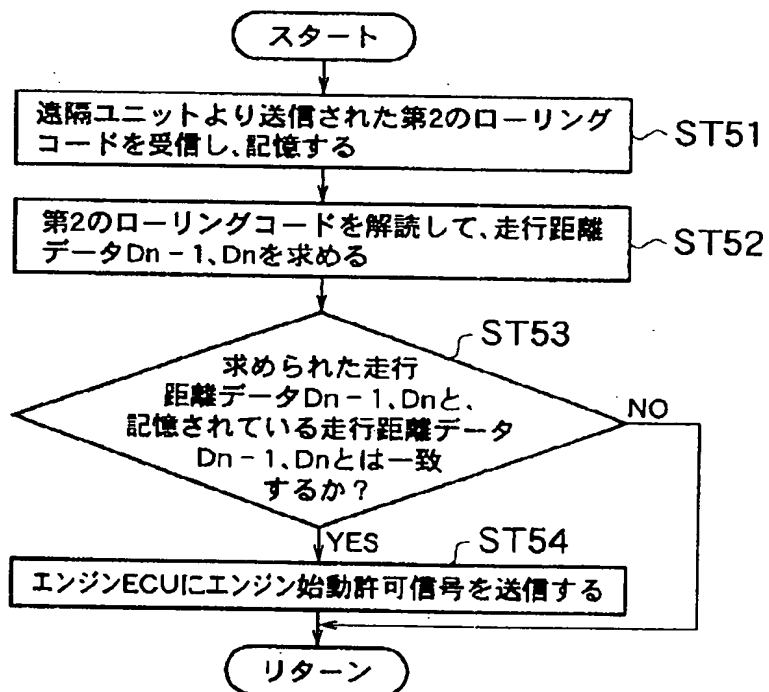 スタート
遠隔ユニットより送信された第2のローリング
コードを受信し、記憶する
ST51
第2のローリングコードを解読して、走行距離
データDn-1、Dnを求める
ST52
ST53
求められた走行
距離データDn-1、Dnと、
記憶されている走行距離データ
Dn-1、Dnとは一致
するか?
NO
YES
ST54
エンジンECUにエンジン始動許可信号を送信する
リターン